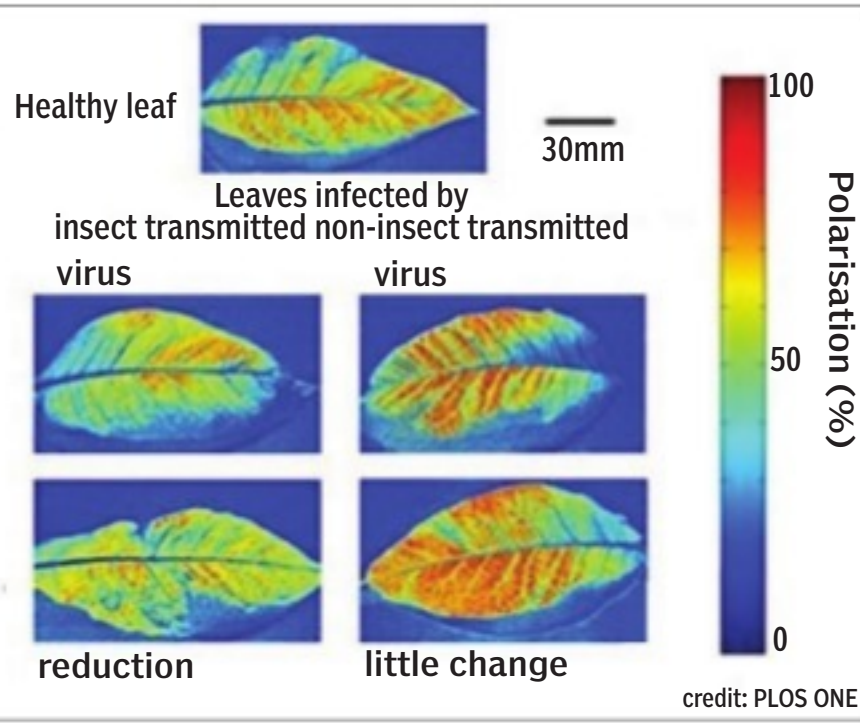 Healthy leaf
30mm
Leaves infected by
insect transmitted non-insect transmitted
virus virus
reduction little change
100
50
0
Polarisation (%)
credit: PLOS ONE